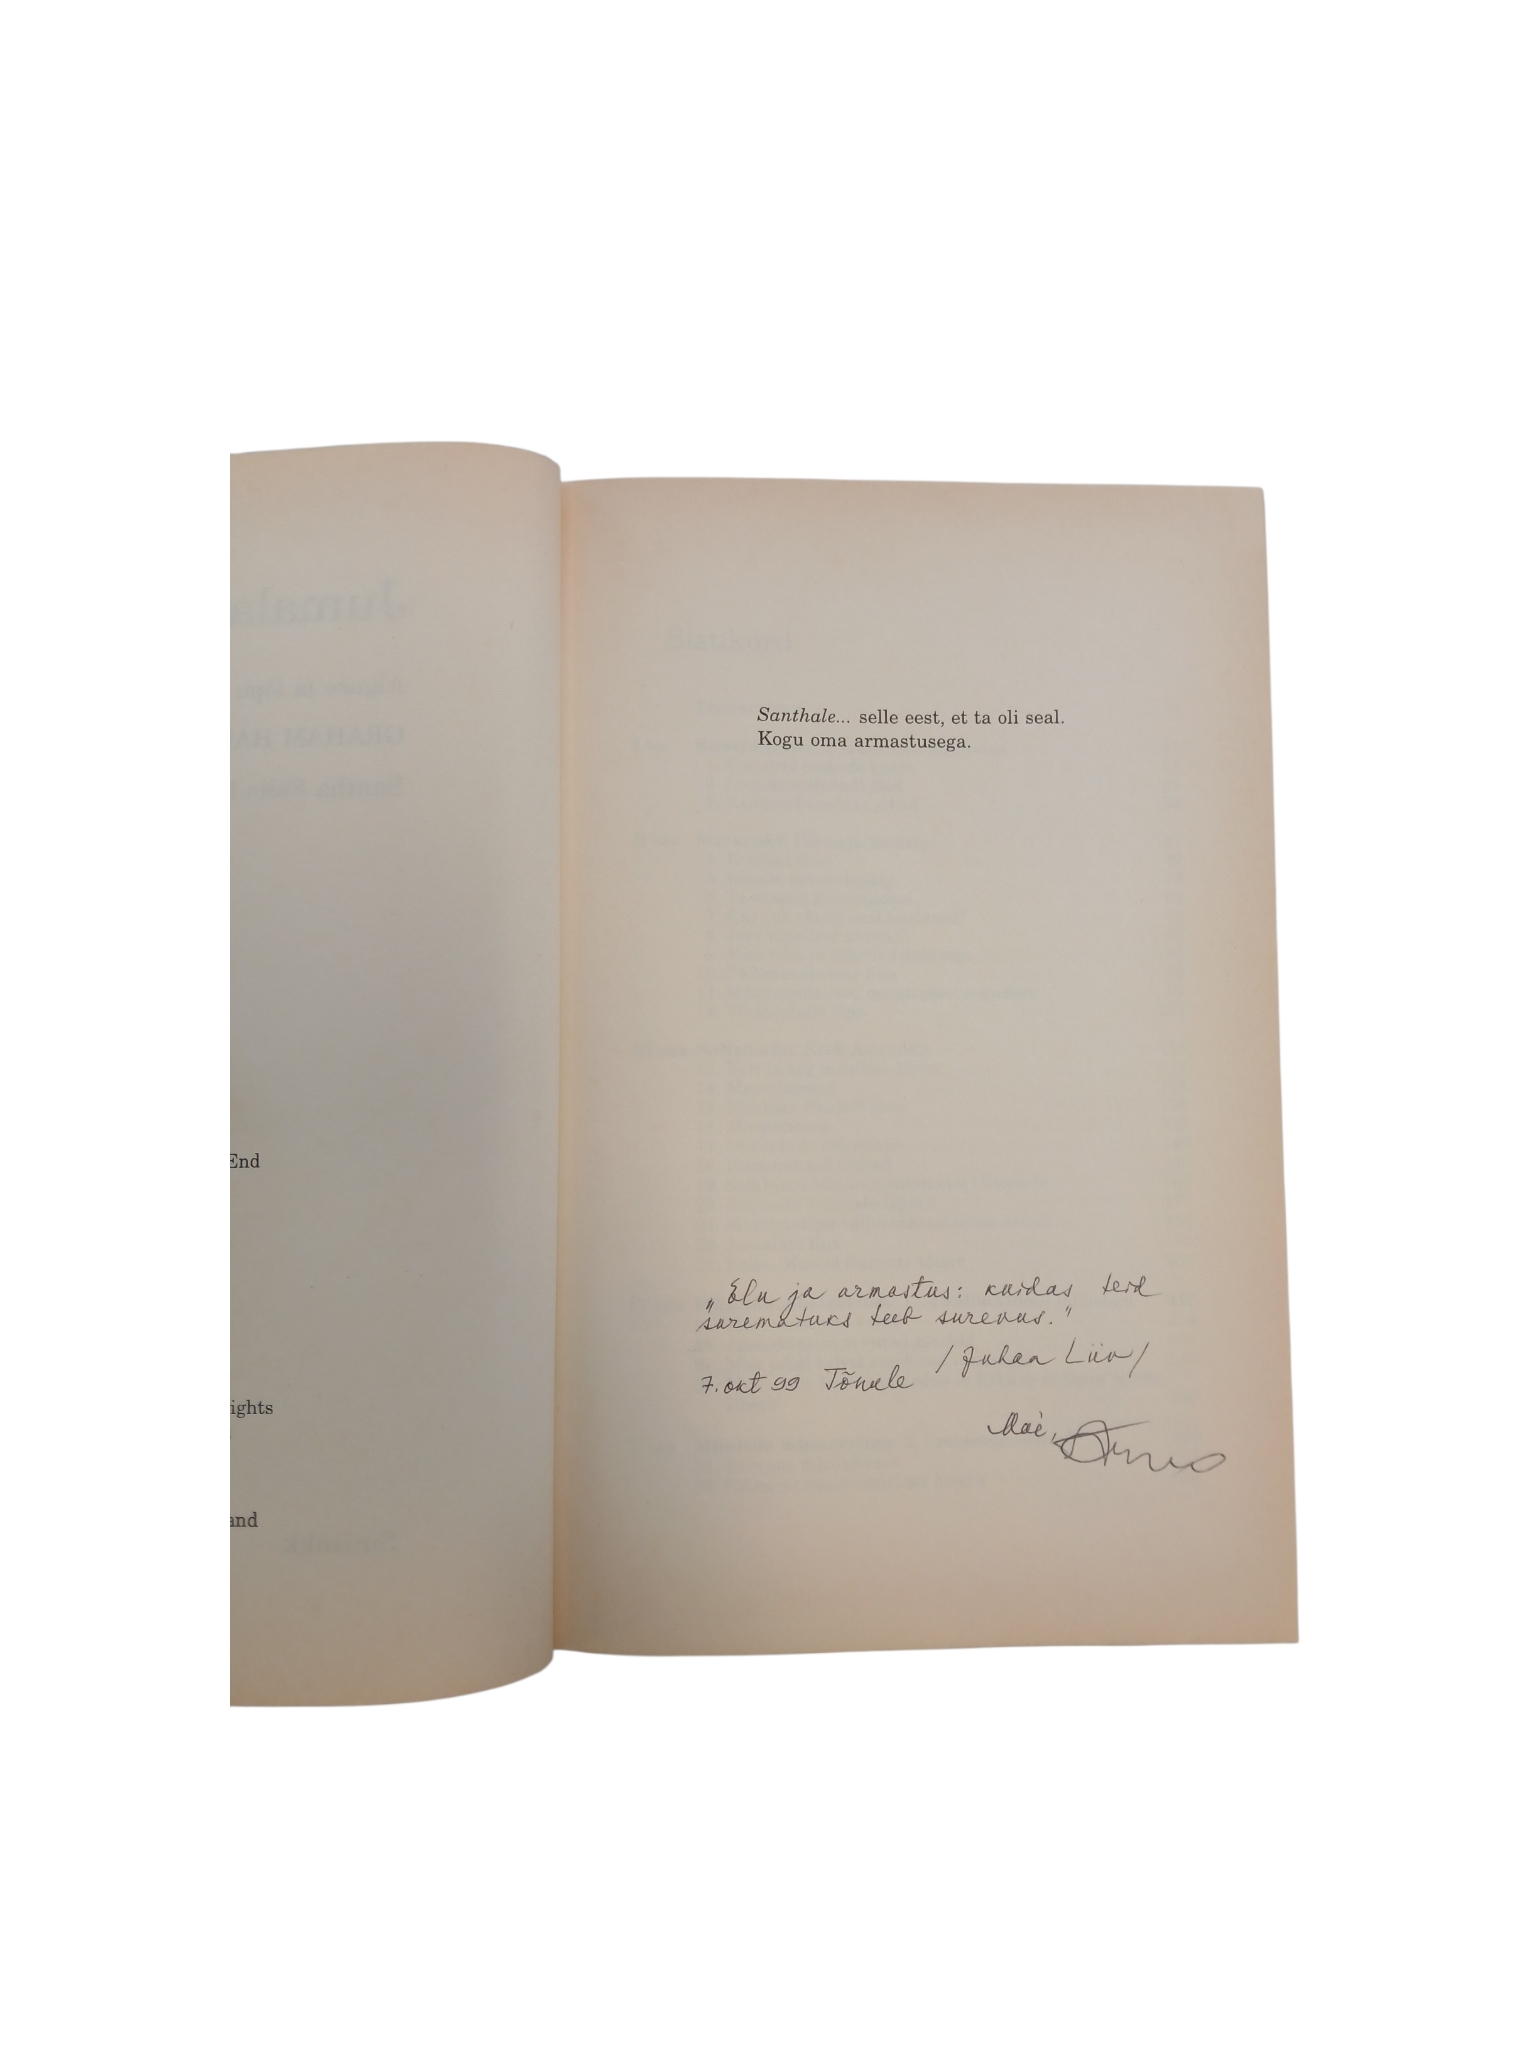 End
ights
and
Santhale... selle eest, et ta oli seal.
Kogu oma armastusega.
„Elu ja armastus: kuidas teid
surematuks teeb surevus."
/Juhan Liiv/
7. okt 99 Tõnule